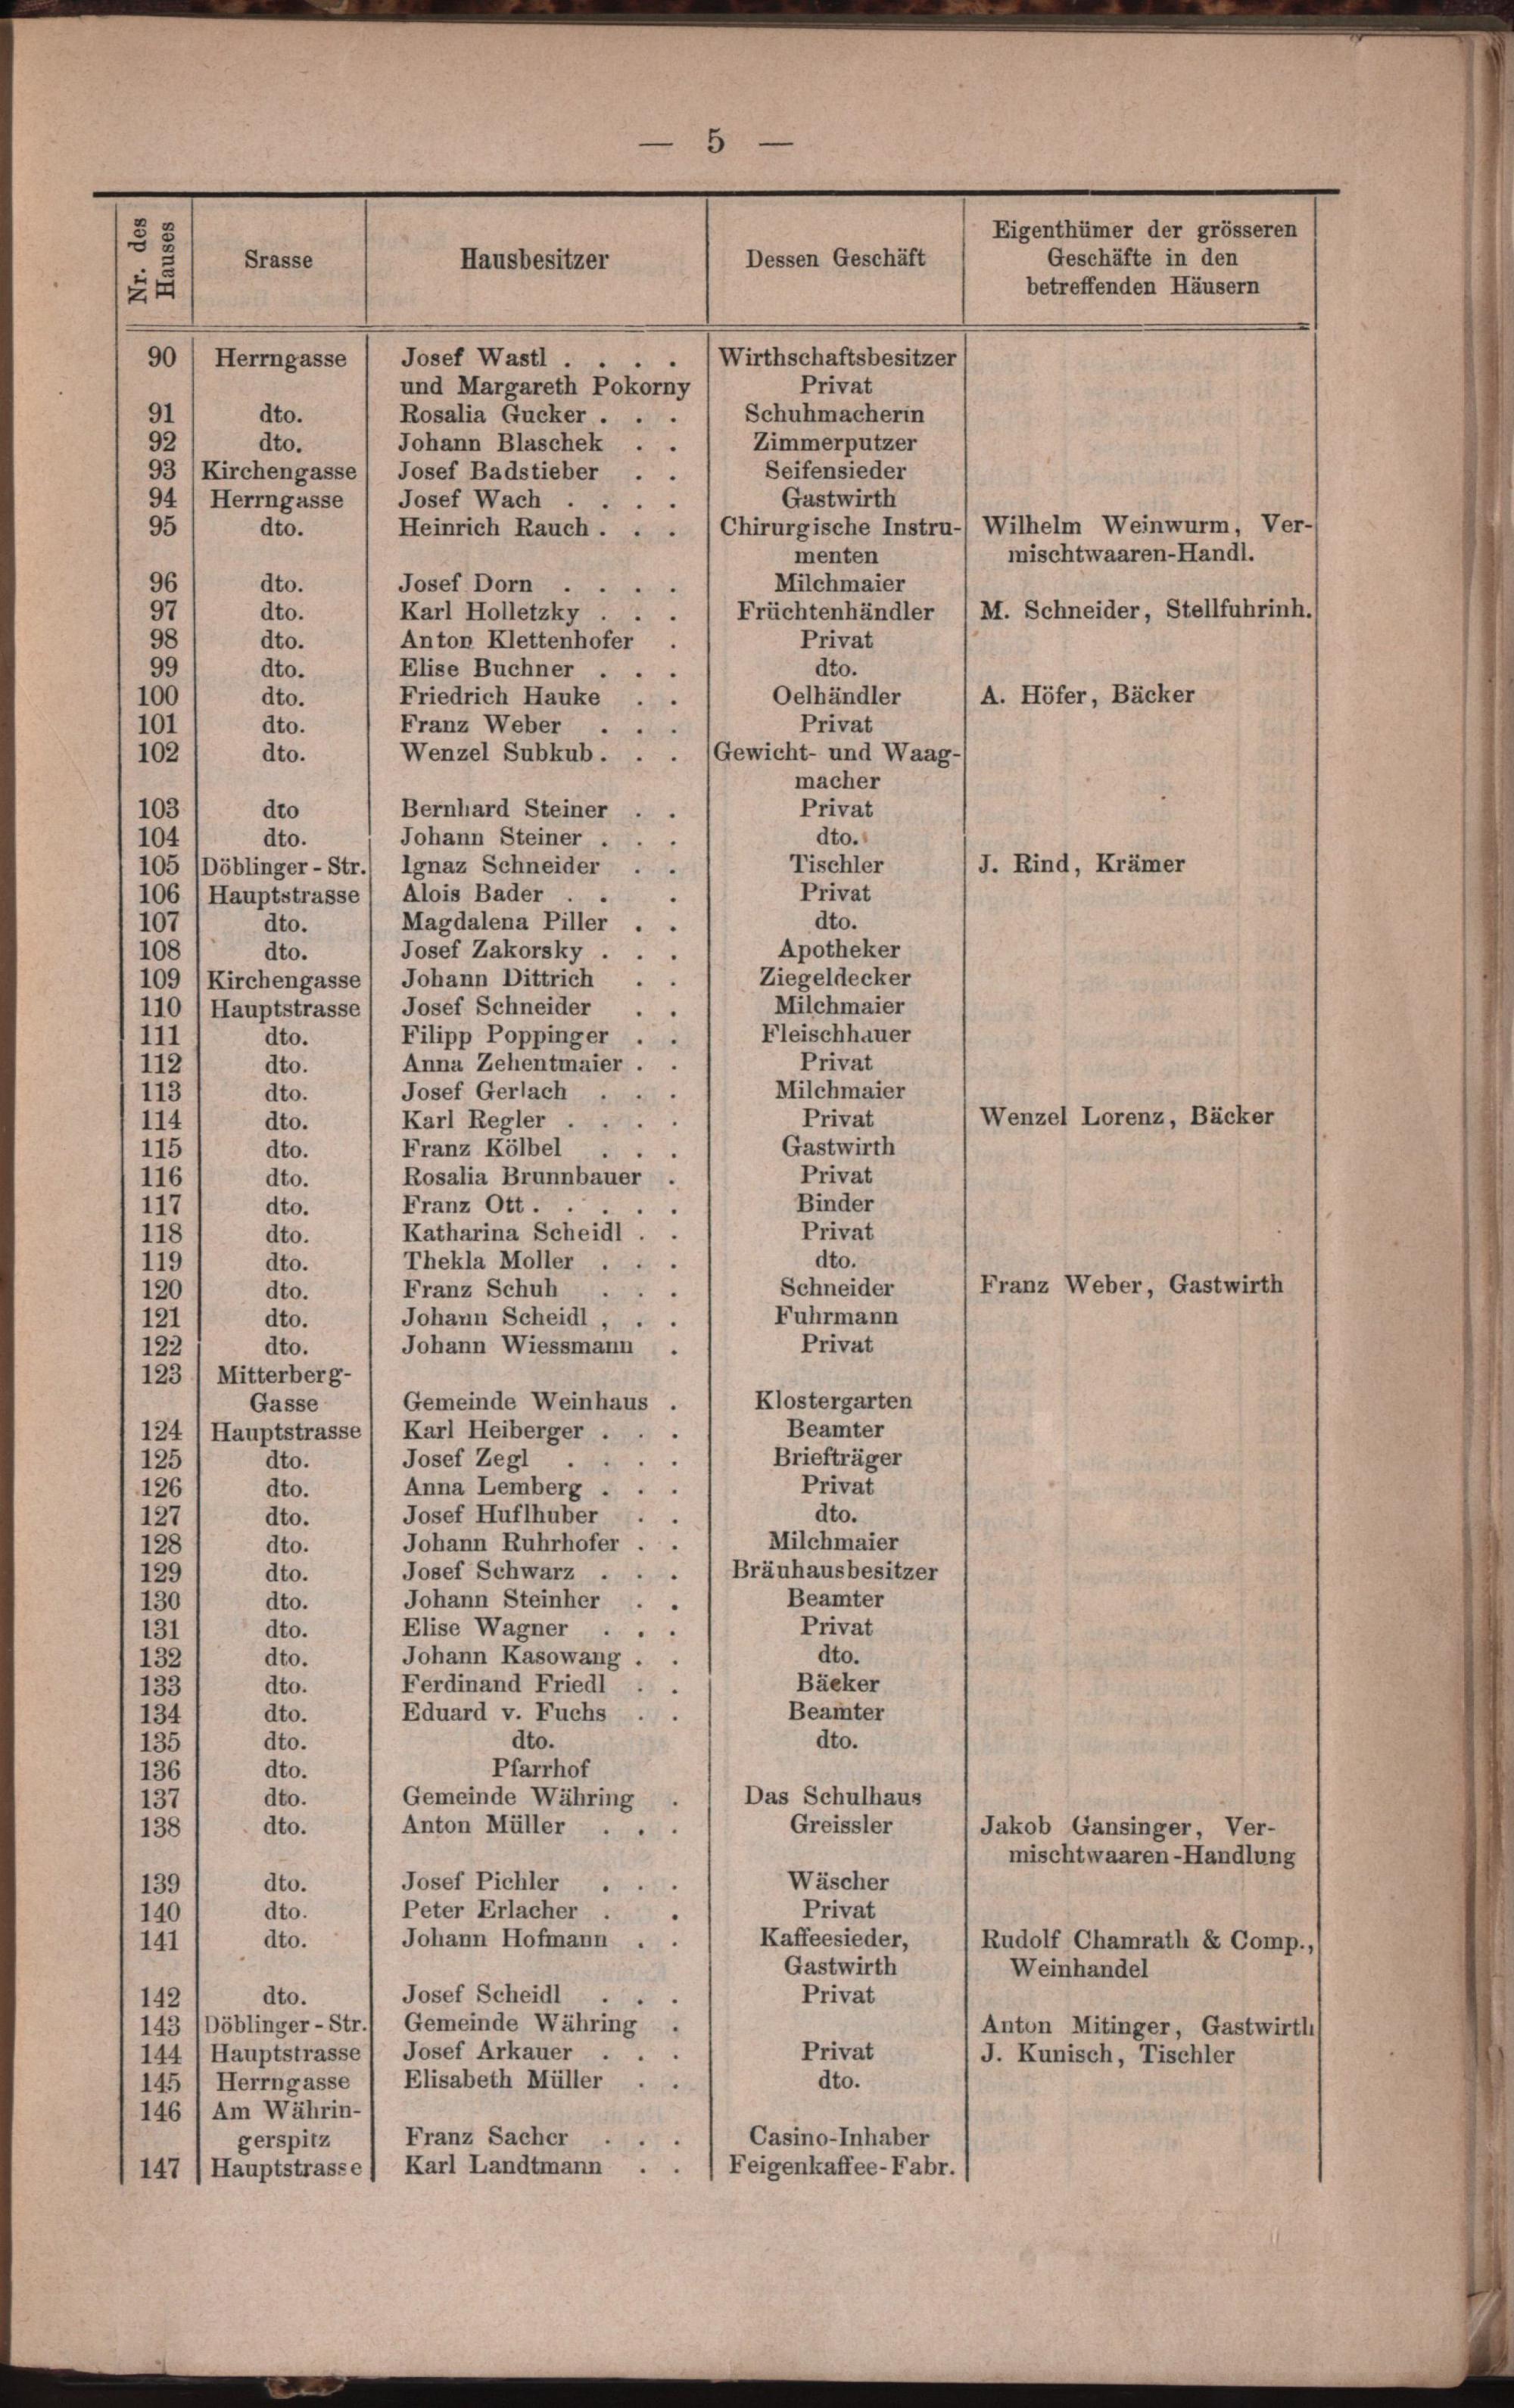 — 5 —
Nr. des Hauses | Srasse | Hausbesitzer | Dessen Geschäft | Eigenthümer der grösseren Geschäfte in den betreffenden Häusern
90 | Herrngasse | Josef Wastl . . . . | Wirthschaftsbesitzer
und Margareth Pokorny | Privat
91 | dto. | Rosalia Gucker . . . | Schuhmacherin
92 | dto. | Johann Blaschek . . | Zimmerputzer
93 | Kirchengasse | Josef Badstieber . . | Seifensieder
94 | Herrngasse | Josef Wach . . . . | Gastwirth
95 | dto. | Heinrich Rauch . . . | Chirurgische Instru- | Wilhelm Weinwurm, Ver-
menten | mischtwaaren-Handl.
96 | dto. | Josef Dorn . . . . | Milchmaier
97 | dto. | Karl Holletzky . . . | Früchtenhändler | M. Schneider, Stellfuhrinh.
98 | dto. | Anton Klettenhofer . | Privat
99 | dto. | Elise Buchner . . . | dto.
100 | dto. | Friedrich Hauke . . | Oelhändler | A. Höfer, Bäcker
101 | dto. | Franz Weber . . . | Privat
102 | dto. | Wenzel Subkub . . . | Gewicht- und Waag-
macher
103 | dto | Bernhard Steiner . . | Privat
104 | dto. | Johann Steiner . . . | dto.
105 | Döblinger-Str. | Ignaz Schneider . . | Tischler | J. Rind, Krämer
106 | Hauptstrasse | Alois Bader . . . | Privat
107 | dto. | Magdalena Piller . . | dto.
108 | dto. | Josef Zakorsky . . . | Apotheker
109 | Kirchengasse | Johann Dittrich . . | Ziegeldecker
110 | Hauptstrasse | Josef Schneider . . | Milchmaier
111 | dto. | Filipp Poppinger . . | Fleischhauer
112 | dto. | Anna Zehentmaier . . | Privat
113 | dto. | Josef Gerlach . . . | Milchmaier
114 | dto. | Karl Regler . . . . | Privat | Wenzel Lorenz, Bäcker
115 | dto. | Franz Kölbel . . . | Gastwirth
116 | dto. | Rosalia Brunnbauer . | Privat
117 | dto. | Franz Ott . . . . . | Binder
118 | dto. | Katharina Scheidl . . | Privat
119 | dto. | Thekla Moller . . . | dto.
120 | dto. | Franz Schuh . . . | Schneider | Franz Weber, Gastwirth
121 | dto. | Johann Scheidl , . . | Fuhrmann
122 | dto. | Johann Wiessmann . | Privat
123 | Mitterberg-
Gasse | Gemeinde Weinhaus . | Klostergarten
124 | Hauptstrasse | Karl Heiberger . . . | Beamter
125 | dto. | Josef Zegl . . . . | Briefträger
126 | dto. | Anna Lemberg . . . | Privat
127 | dto. | Josef Huflhuber . . | dto.
128 | dto. | Johann Ruhrhofer . . | Milchmaier
129 | dto. | Josef Schwarz . . . | Bräuhausbesitzer
130 | dto. | Johann Steinher . . | Beamter
131 | dto. | Elise Wagner . . . | Privat
132 | dto. | Johann Kasowang . . | dto.
133 | dto. | Ferdinand Friedl . . | Bäcker
134 | dto. | Eduard v. Fuchs . . | Beamter
135 | dto. | dto. | dto.
136 | dto. | Pfarrhof
137 | dto. | Gemeinde Währing . | Das Schulhaus
138 | dto. | Anton Müller . . . | Greissler | Jakob Gansinger, Ver-
mischtwaaren-Handlung
139 | dto. | Josef Pichler . . . | Wäscher
140 | dto. | Peter Erlacher . . | Privat
141 | dto. | Johann Hofmann . . | Kaffeesieder, | Rudolf Chamrath & Comp.,
Gastwirth | Weinhandel
142 | dto. | Josef Scheidl . . . | Privat
143 | Döblinger-Str. | Gemeinde Währing . | | Anton Mitinger, Gastwirth
144 | Hauptstrasse | Josef Arkauer . . . | Privat | J. Kunisch, Tischler
145 | Herrngasse | Elisabeth Müller . . | dto.
146 | Am Währin-
gerspitz | Franz Sacher . . . | Casino-Inhaber
147 | Hauptstrasse | Karl Landtmann . . | Feigenkaffee-Fabr.